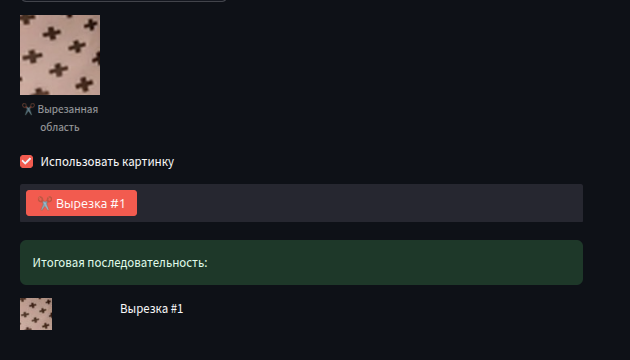 ✂️ Вырезанная
область
Использовать картинку
✂️ Вырезка #1
Итоговая последовательность:
Вырезка #1